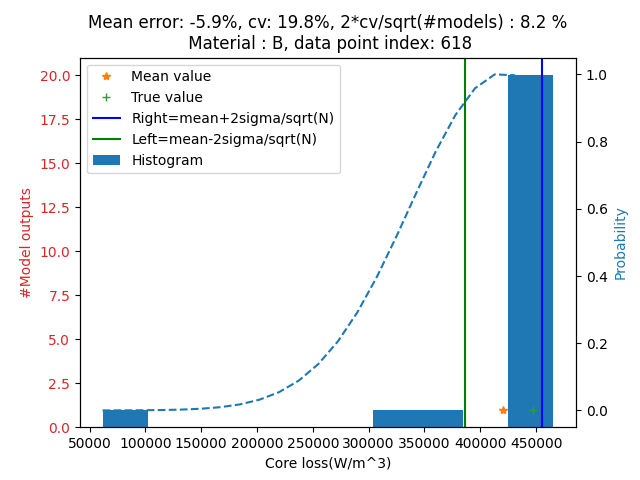 Mean error: -5.9%, cv: 19.8%, 2*cv/sqrt(#models) : 8.2 %
Material : B, data point index: 618
Mean value
True value
Right=mean+2sigma/sqrt(N)
Left=mean-2sigma/sqrt(N)
Histogram
#Model outputs
20.0
17.5
15.0
12.5
10.0
7.5
5.0
2.5
0.0
Probability
1.0
0.8
0.6
0.4
0.2
0.0
50000 100000 150000 200000 250000 300000 350000 400000 450000
Core loss(W/m^3)